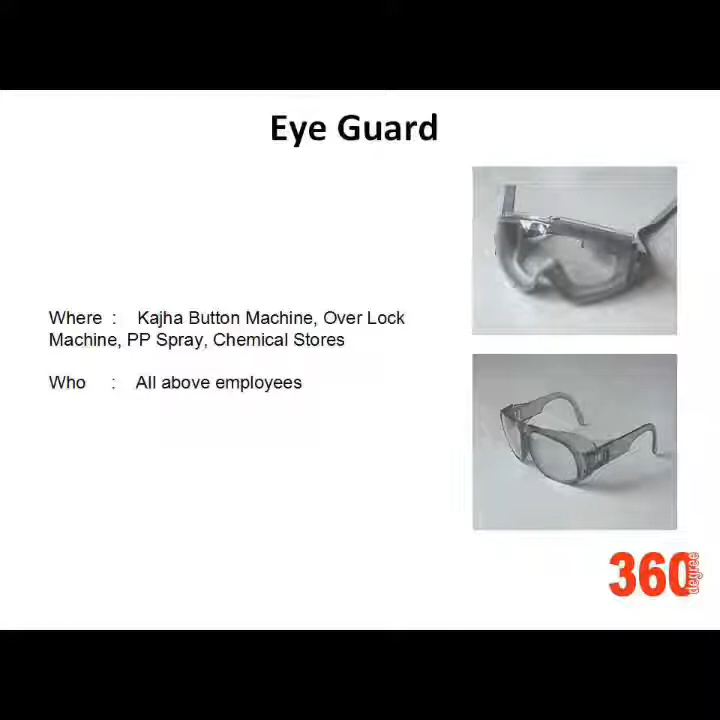 Eye Guard
Where : Kajha Button Machine, Over Lock
Machine, PP Spray, Chemical Stores
Who : All above employees
360 degree